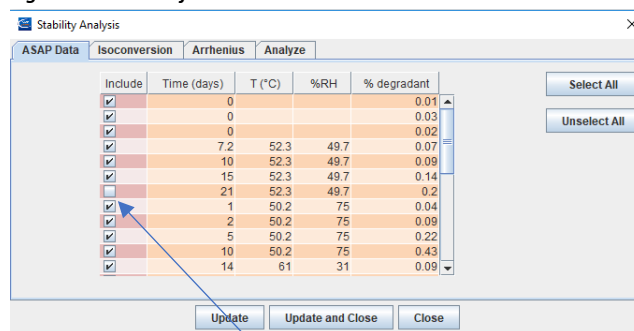 Stability Analysis
ASAP Data Isoconversion Arrhenius Analyze
Include Time (days) T (°C) %RH % degradant
0 0.01
0 0.03
0 0.02
7.2 52.3 49.7 0.07
10 52.3 49.7 0.09
15 52.3 49.7 0.14
21 52.3 49.7 0.2
1 50.2 75 0.04
2 50.2 75 0.09
5 50.2 75 0.22
10 50.2 75 0.43
14 61 31 0.09
Select All
Unselect All
Update Update and Close Close